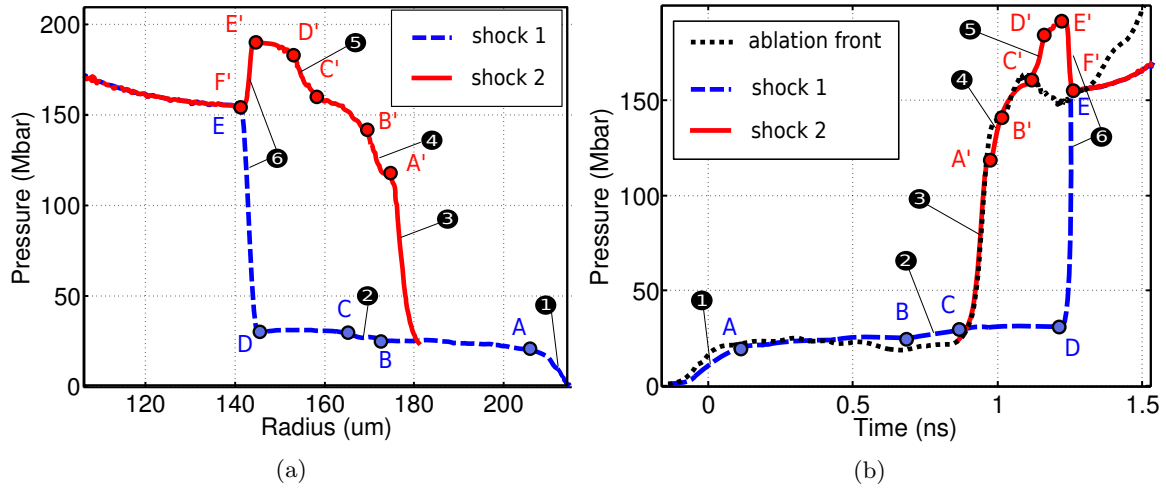 200
150
100
50
0
Pressure (Mbar)
120
140
160
180
200
Radius (um)
shock 1
shock 2
E'
D'
C'
B'
A'
F'
E
D
C
B
A
1
2
3
4
5
6
(a)
150
100
50
0
Pressure (Mbar)
0
0.5
1
1.5
Time (ns)
ablation front
shock 1
shock 2
D'
E'
C'
F'
B'
A'
E
D
A
B
C
1
2
3
4
5
6
(b)